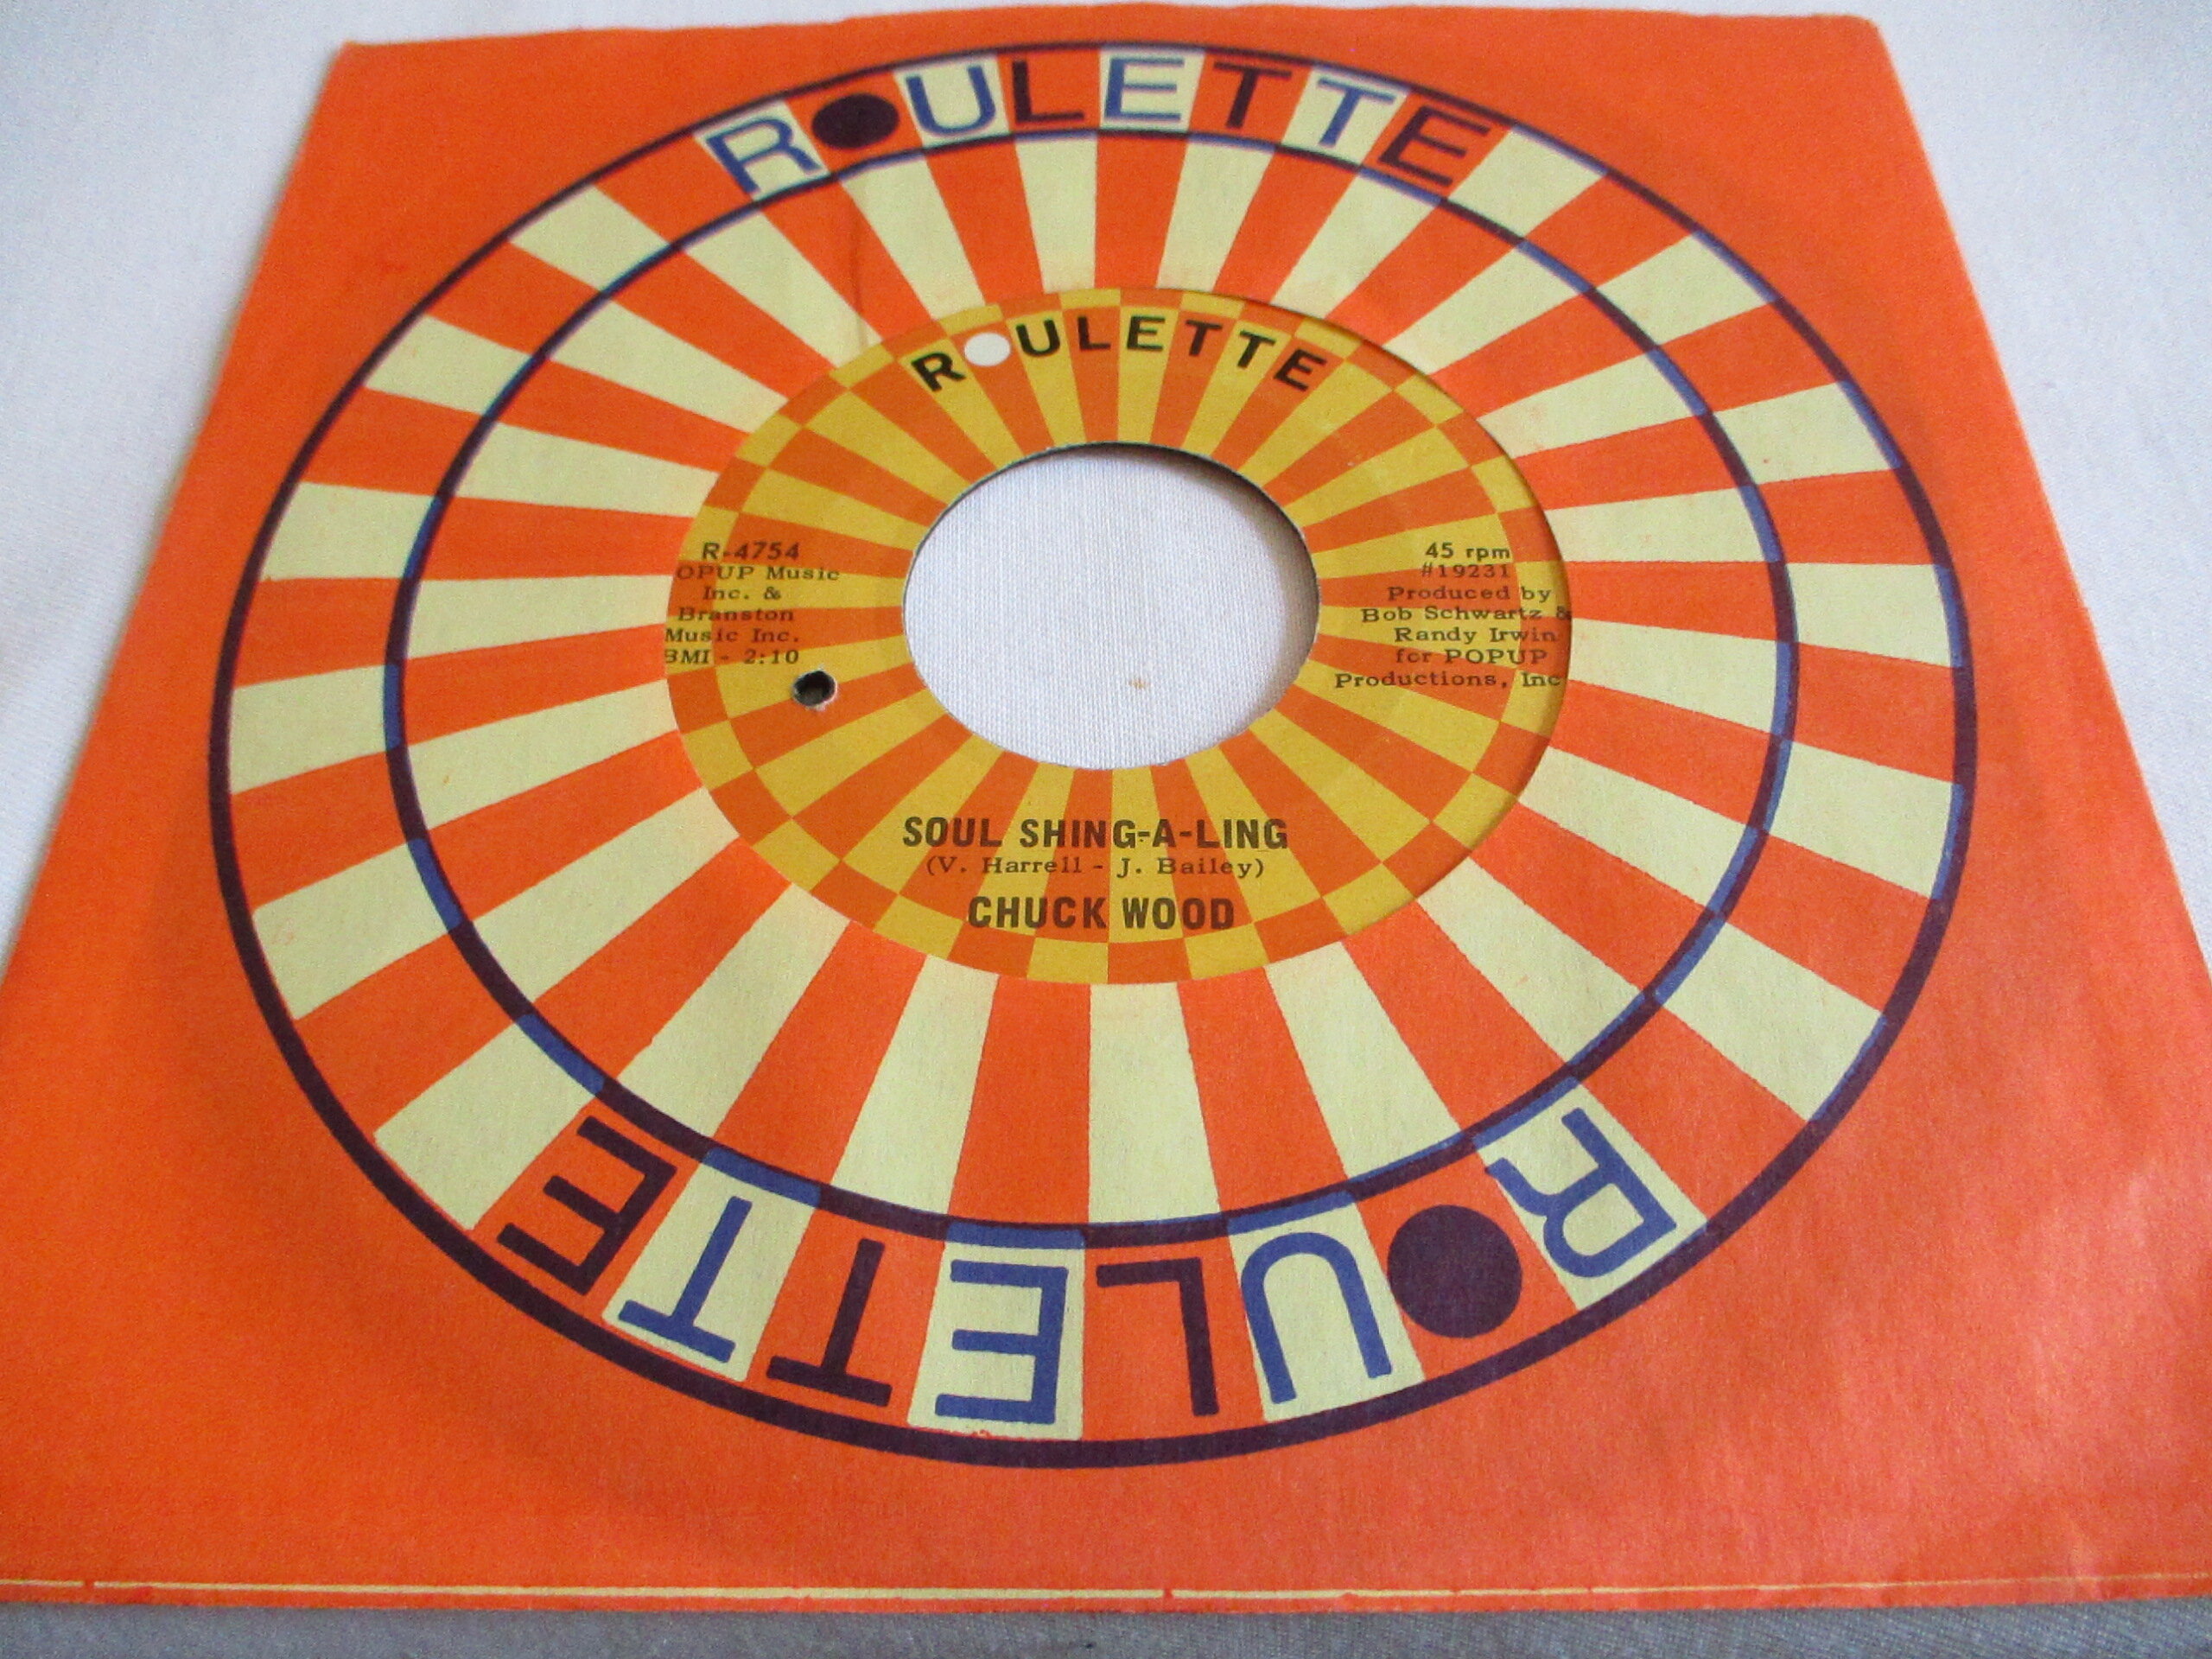 ROULETTE
ROULETTE
R-4754
OPUP Music
Inc. &
Branston
Music Inc.
BMI - 2:10
45 rpm
#19231
Produced by
Bob Schwartz &
Randy Irwin
for POPUP
Productions, Inc
SOUL SHING-A-LING
(V. Harrell - J. Bailey)
CHUCK WOOD
ROULETTE